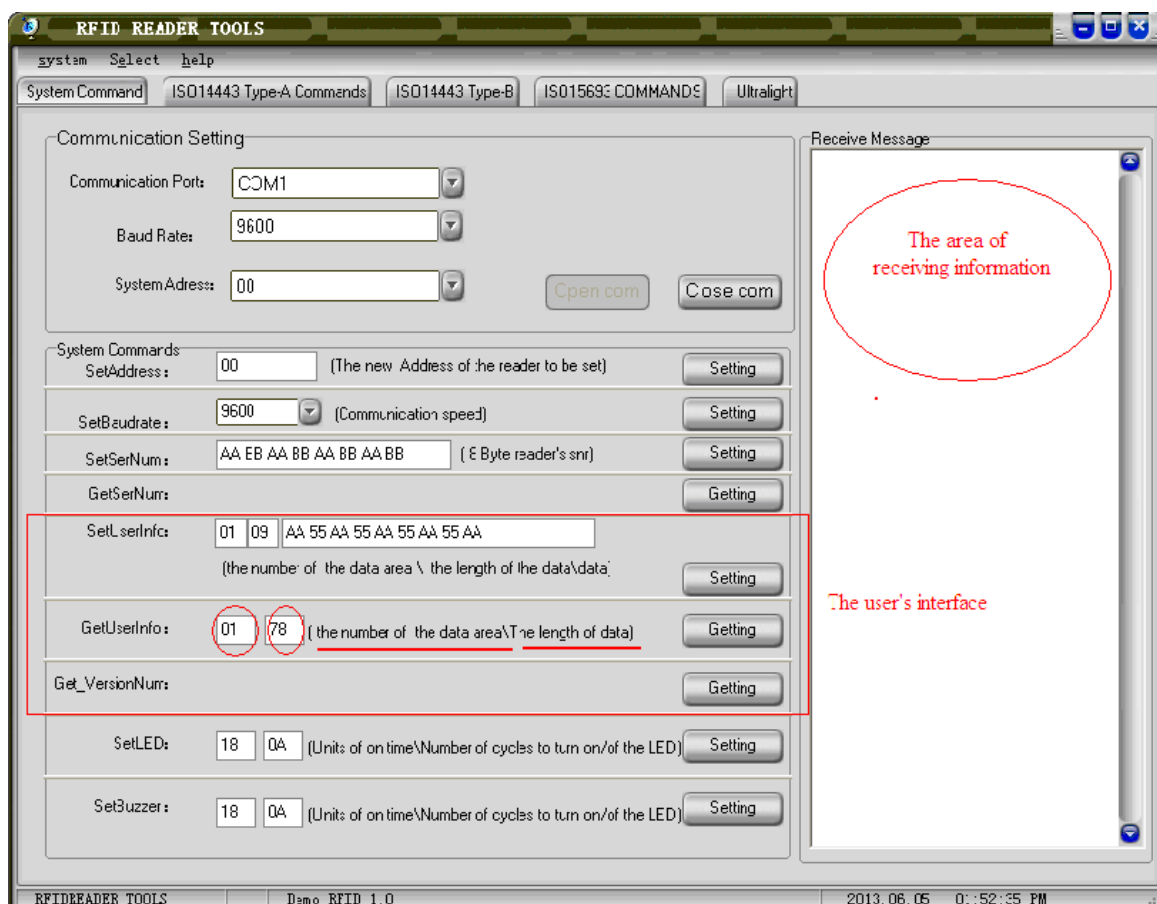 RFID READER TOOLS
system Select help
System Command ISO14443 Type-A Commands ISO14443 Type-B ISO15693 COMMANDS Ultralight
Communication Setting
Communication Port: COM1
Baud Rate: 9600
System Adress: 00
Open com Close com
System Commands
SetAddress: 00 (The new Address of the reader to be set) Setting
SetBaudrate: 9600 (Communication speed) Setting
SetSerNum: AA EB AA BB AA BB AA BB (8 Byte reader's snr) Setting
GetSerNum: Getting
SetUserInfo: 01 09 AA 55 AA 55 AA 55 AA 55 AA
(the number of the data area \ the length of the data\data) Setting
GetUserInfo: 01 78 (the number of the data area\The length of data) Getting
Get_VersionNum: Getting
SetLED: 18 0A (Units of on time\Number of cycles to turn on/of the LED) Setting
SetBuzzer: 18 0A (Units of on time\Number of cycles to turn on/of the LED) Setting
Receive Message
The area of
receiving information
The user's interface
RFIDREADER TOOLS Demo RFID 1.0 2013.06.05